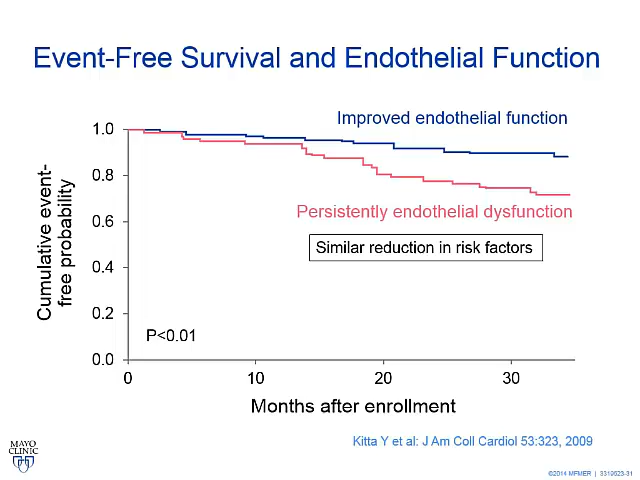 Event-Free Survival and Endothelial Function
Improved endothelial function
1.0
0.8
0.6
0.4
0.2
0.0
Cumulative event-
free probability
Persistently endothelial dysfunction
Similar reduction in risk factors
P<0.01
0
10
20
30
Months after enrollment
Kitta Y et al: J Am Coll Cardiol 53:323, 2009
MAYO
CLINIC
©2014 MFMER | 3319523-31